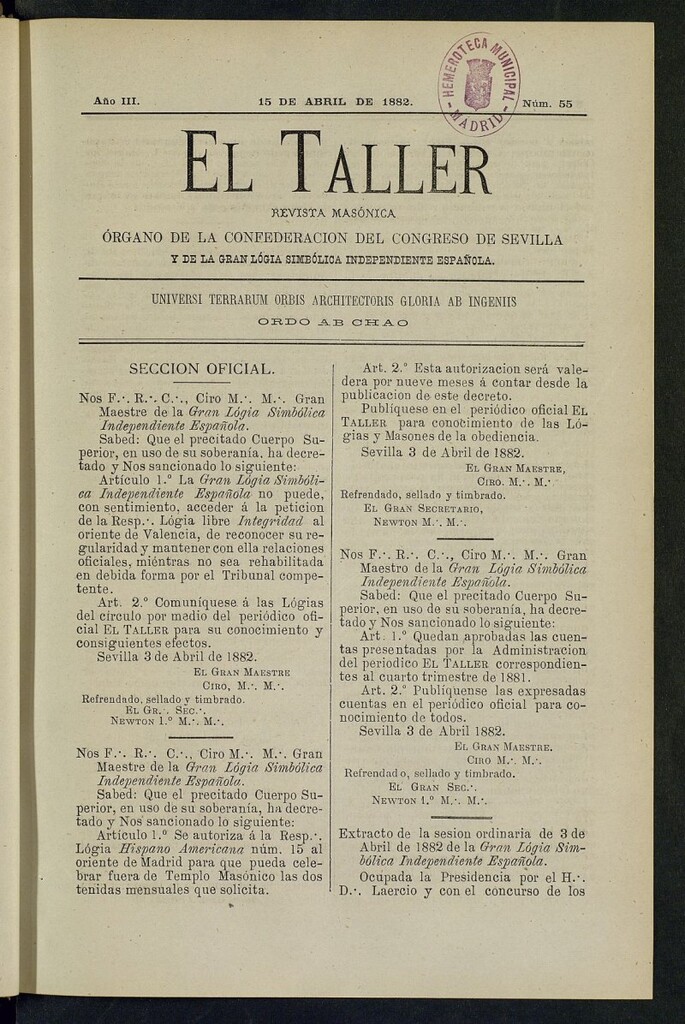 Año III.
15 DE ABRIL DE 1882.
Núm. 55
HEMEROTECA MUNICIPAL
- MADRID -
EL TALLER
REVISTA MASÓNICA
ÓRGANO DE LA CONFEDERACION DEL CONGRESO DE SEVILLA
Y DE LA GRAN LÓGIA SIMBÓLICA INDEPENDIENTE ESPAÑOLA.
UNIVERSI TERRARUM ORBIS ARCHITECTORIS GLORIA AB INGENIIS
ORDO AB CHAO
SECCION OFICIAL.
Nos F.·. R.·. C.·., Ciro M.·. M.·. Gran
Maestre de la Gran Lógia Simbólica
Independiente Española.
Sabed: Que el precitado Cuerpo Su-
perior, en uso de su soberanía, ha decre-
tado y Nos sancionado lo siguiente:
Artículo 1.º La Gran Lógia Simbóli-
ca Independiente Española no puede,
con sentimiento, acceder á la peticion
de la Resp.·. Lógia libre Integridad al
oriente de Valencia, de reconocer su re-
gularidad y mantener con ella relaciones
oficiales, miéntras no sea rehabilitada
en debida forma por el Tribunal compe-
tente.
Art. 2.º Comuníquese á las Lógias
del círculo por medio del periódico ofi-
cial EL TALLER para su conocimiento y
consiguientes efectos.
Sevilla 3 de Abril de 1882.
EL GRAN MAESTRE
CIRO, M.·. M.·.
Refrendado, sellado y timbrado.
EL GR.·. SEC.·.
NEWTON 1.º M.·. M.·.
Nos F.·. R.·. C.·., Ciro M.·. M.·. Gran
Maestre de la Gran Lógia Simbólica
Independiente Española.
Sabed: Que el precitado Cuerpo Su-
perior, en uso de su soberanía, ha decre-
tado y Nos sancionado lo siguiente:
Artículo 1.º Se autoriza á la Resp.·.
Lógia Hispano Americana núm. 15 al
oriente de Madrid para que pueda cele-
brar fuera de Templo Masónico las dos
tenidas mensuales que solicita.
Art. 2.º Esta autorizacion será vale-
dera por nueve meses á contar desde la
publicacion de este decreto.
Publíquese en el periódico oficial EL
TALLER para conocimiento de las Ló-
gias y Masones de la obediencia.
Sevilla 3 de Abril de 1882.
EL GRAN MAESTRE,
CIRO. M.·. M.·.
Refrendado, sellado y timbrado.
EL GRAN SECRETARIO,
NEWTON M.·. M.·.
Nos F.·. R.·. C.·., Ciro M.·. M.·. Gran
Maestro de la Gran Lógia Simbólica
Independiente Española.
Sabed: Que el precitado Cuerpo Su-
perior, en uso de su soberanía, ha decre-
tado y Nos sancionado lo siguiente:
Art. 1.º Quedan aprobadas las cuen-
tas presentadas por la Administracion
del periodico EL TALLER correspondien-
tes al cuarto trimestre de 1881.
Art. 2.º Publíquense las expresadas
cuentas en el periódico oficial para co-
nocimiento de todos.
Sevilla 3 de Abril 1882.
EL GRAN MAESTRE.
CIRO M.·. M.·.
Refrendado, sellado y timbrado.
EL GRAN SEC.·.
NEWTON 1.º M.·. M.·.
Extracto de la sesion ordinaria de 3 de
Abril de 1882 de la Gran Lógia Sim-
bólica Independiente Española.
Ocupada la Presidencia por el H.·.
D.·. Laercio y con el concurso de los